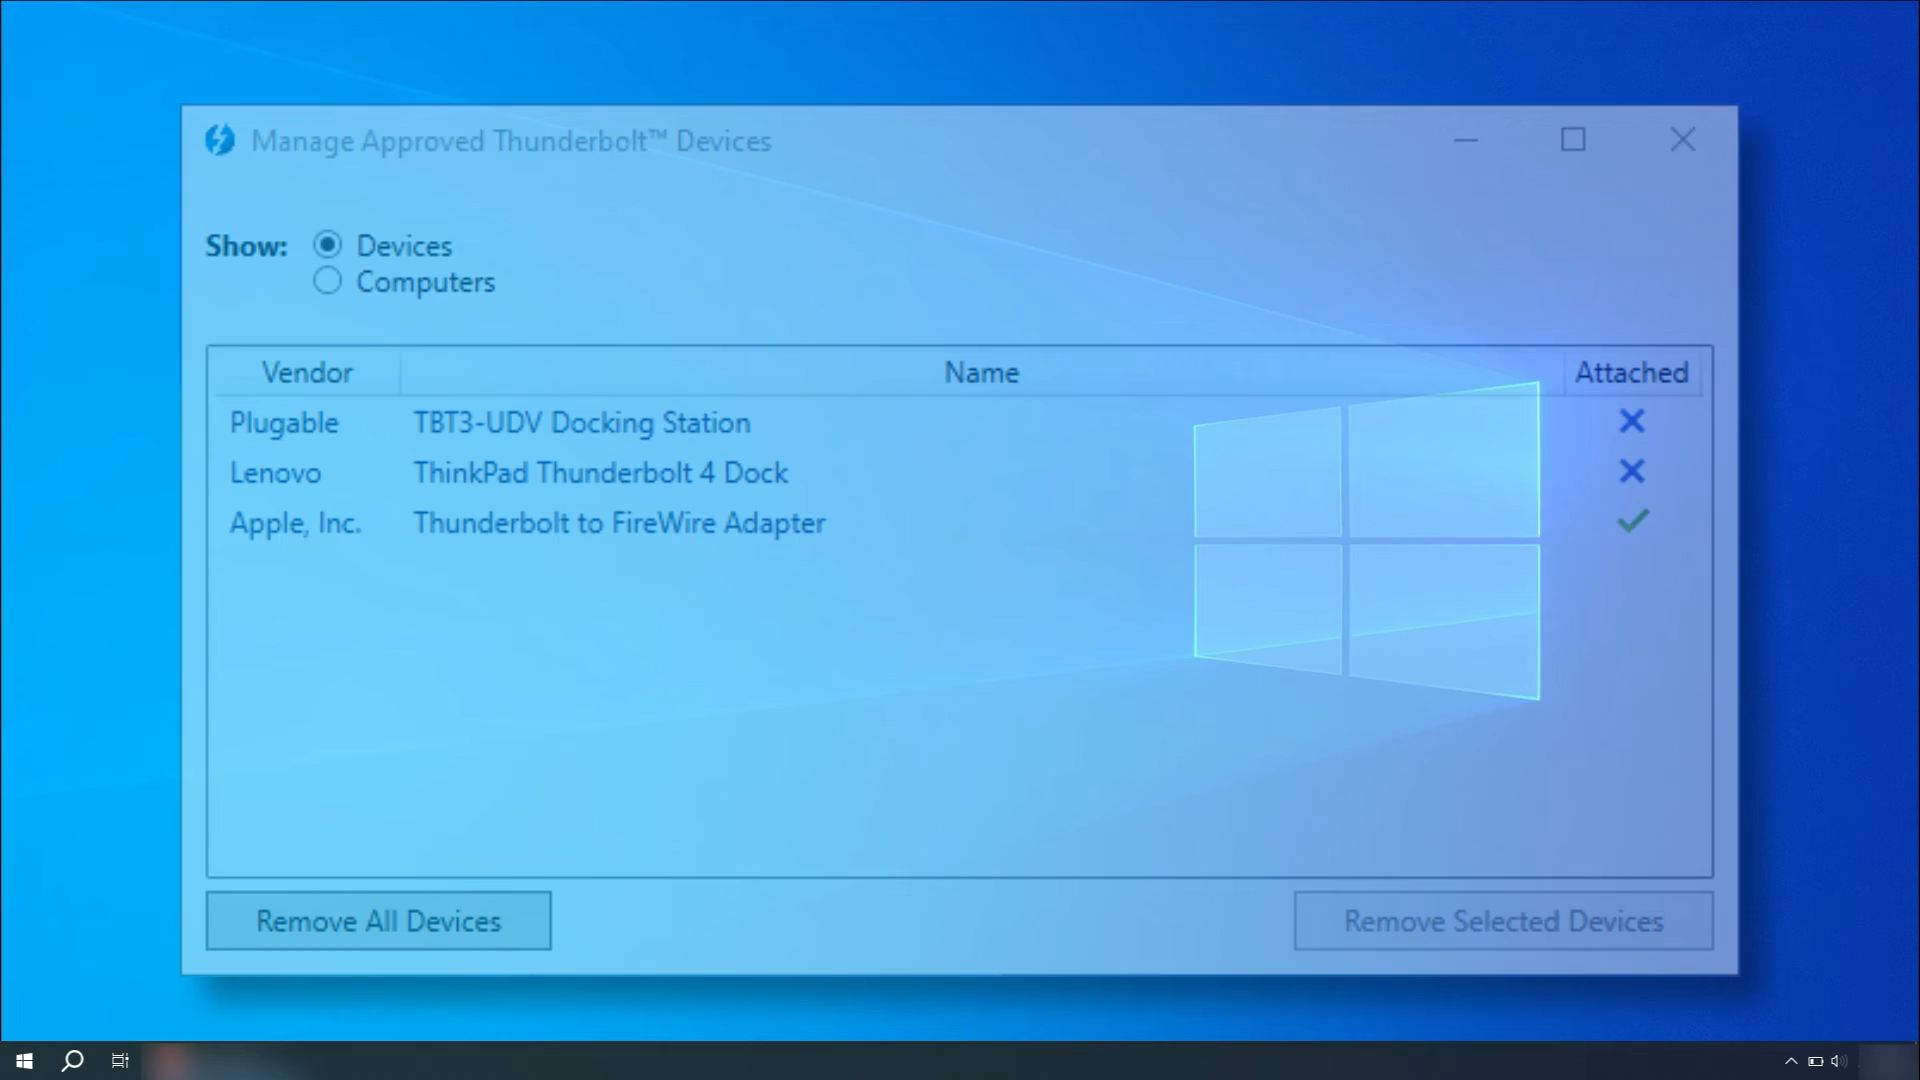 Manage Approved Thunderbolt™ Devices
Show: Devices
Computers
Vendor Name Attached
Plugable TBT3-UDV Docking Station
Lenovo ThinkPad Thunderbolt 4 Dock
Apple, Inc. Thunderbolt to FireWire Adapter
Remove All Devices Remove Selected Devices